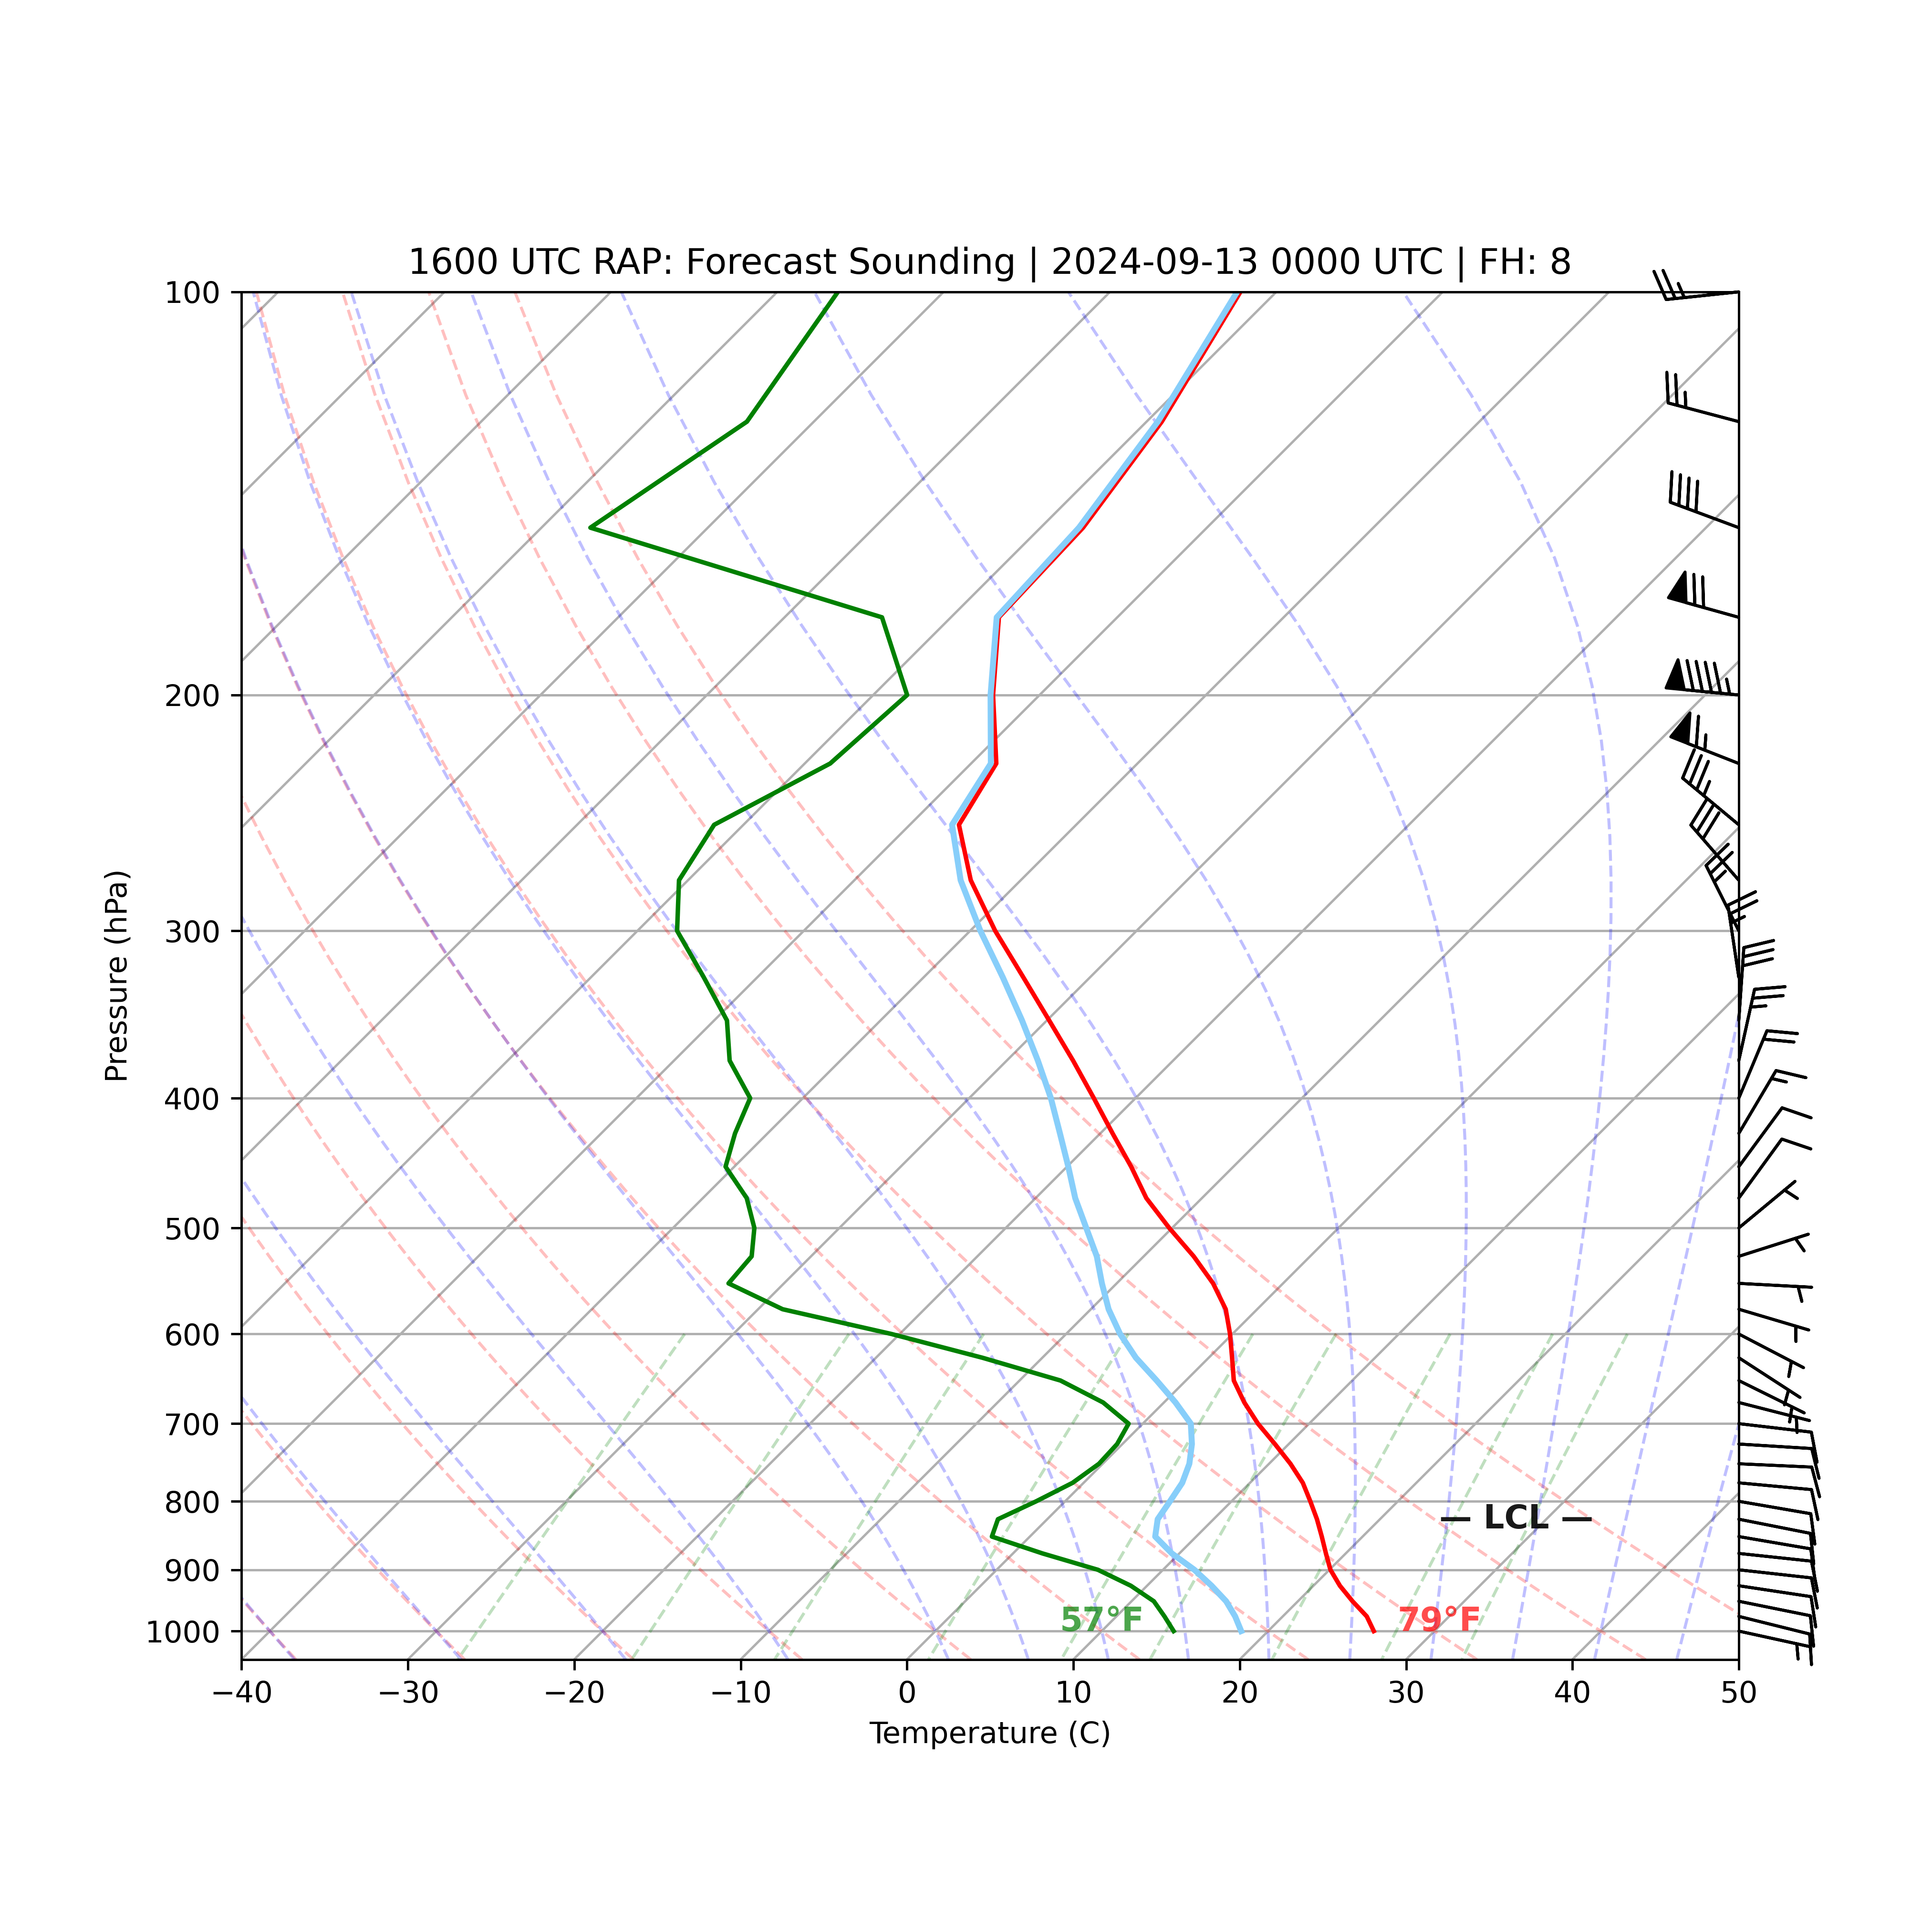 1600 UTC RAP: Forecast Sounding | 2024-09-13 0000 UTC | FH: 8
100
200
300
400
500
600
700
800
900
1000
Pressure (hPa)
— LCL —
57°F
79°F
−40 −30 −20 −10 0 10 20 30 40 50
Temperature (C)